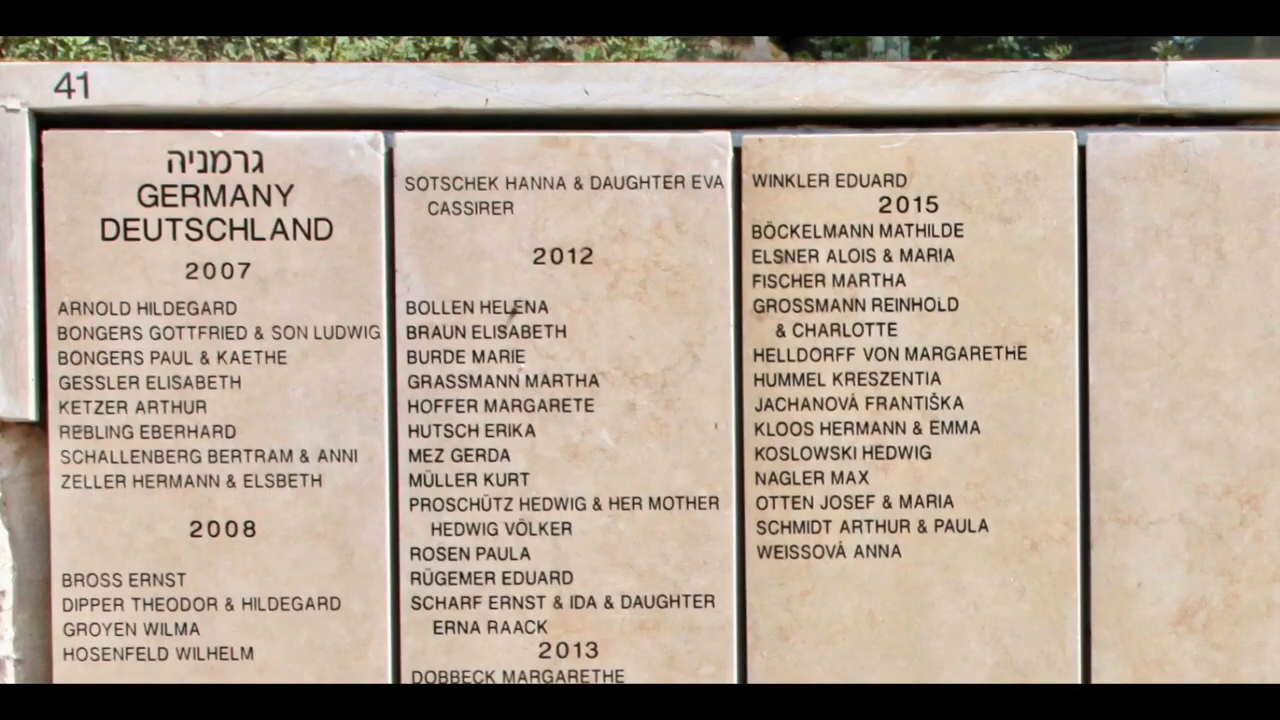 41
גרמניה
GERMANY
DEUTSCHLAND
2007
ARNOLD HILDEGARD
BONGERS GOTTFRIED & SON LUDWIG
BONGERS PAUL & KAETHE
GESSLER ELISABETH
KETZER ARTHUR
REBLING EBERHARD
SCHALLENBERG BERTRAM & ANNI
ZELLER HERMANN & ELSBETH
2008
BROSS ERNST
DIPPER THEODOR & HILDEGARD
GROYEN WILMA
HOSENFELD WILHELM
SOTSCHEK HANNA & DAUGHTER EVA
CASSIRER
2012
BOLLEN HELENA
BRAUN ELISABETH
BURDE MARIE
GRASSMANN MARTHA
HOFFER MARGARETE
HUTSCH ERIKA
MEZ GERDA
MÜLLER KURT
PROSCHÜTZ HEDWIG & HER MOTHER
HEDWIG VÖLKER
ROSEN PAULA
RÜGEMER EDUARD
SCHARF ERNST & IDA & DAUGHTER
ERNA RAACK
2013
DOBBECK MARGARETHE
WINKLER EDUARD
2015
BÖCKELMANN MATHILDE
ELSNER ALOIS & MARIA
FISCHER MARTHA
GROSSMANN REINHOLD
& CHARLOTTE
HELLDORFF VON MARGARETHE
HUMMEL KRESZENTIA
JACHANOVÁ FRANTIŠKA
KLOOS HERMANN & EMMA
KOSLOWSKI HEDWIG
NAGLER MAX
OTTEN JOSEF & MARIA
SCHMIDT ARTHUR & PAULA
WEISSOVÁ ANNA